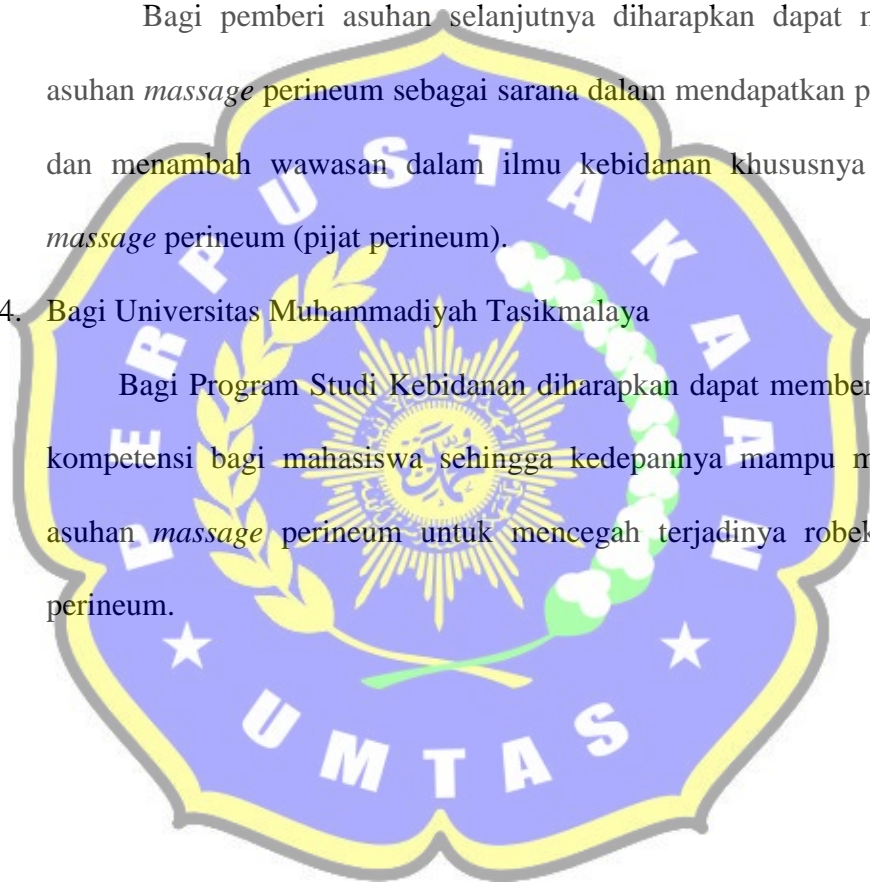 Bagi pemberi asuhan selanjutnya diharapkan dapat
asuhan massage perineum sebagai sarana dalam mendapatkan
dan menambah wawasan dalam ilmu kebidanan khususnya
massage perineum (pijat perineum).
4. Bagi Universitas Muhammadiyah Tasikmalaya
Bagi Program Studi Kebidanan diharapkan dapat
kompetensi bagi mahasiswa sehingga kedepannya mampu
asuhan massage perineum untuk mencegah terjadinya
perineum.
PERPUSTAKAAN
UMTAS